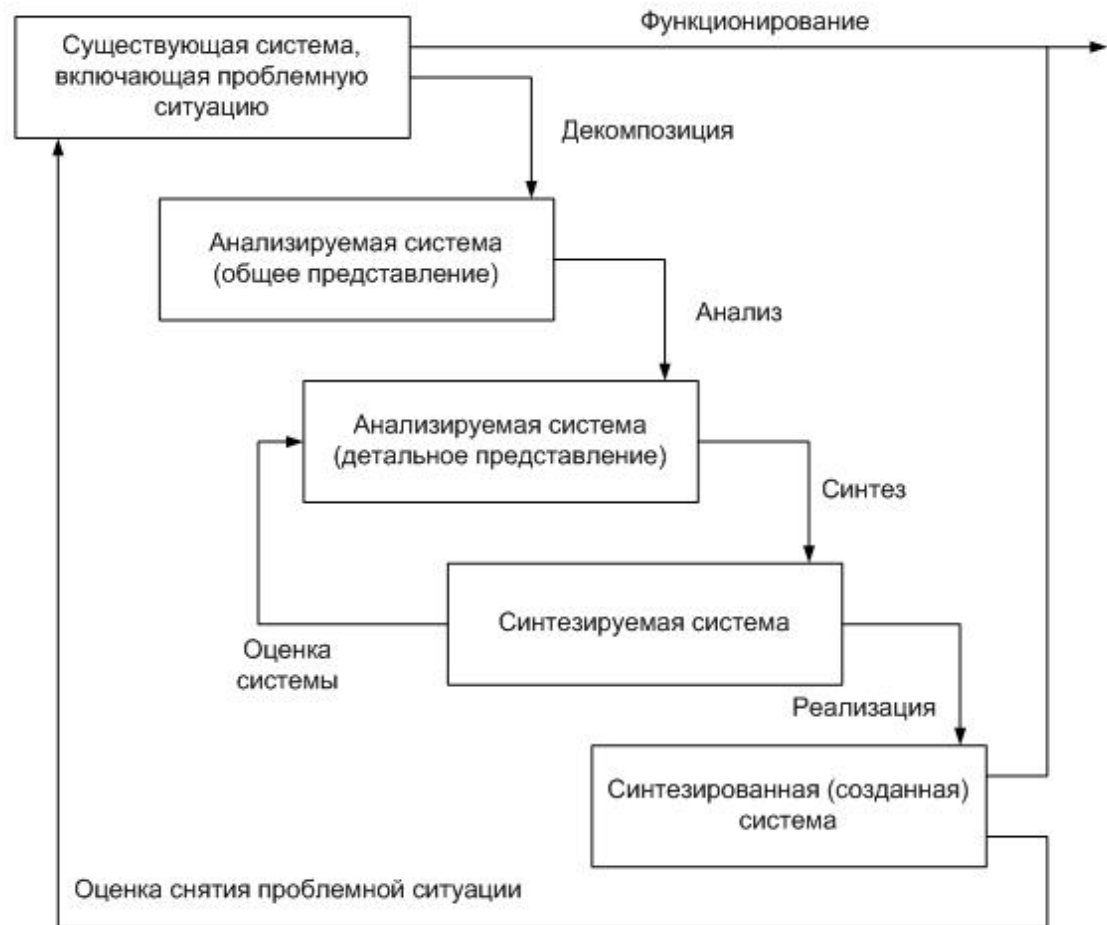 Функционирование
Существующая система,
включающая проблемную
ситуацию
Декомпозиция
Анализируемая система
(общее представление)
Анализ
Анализируемая система
(детальное представление)
Синтез
Синтезируемая система
Оценка
системы
Реализация
Синтезированная (созданная)
система
Оценка снятия проблемной ситуации